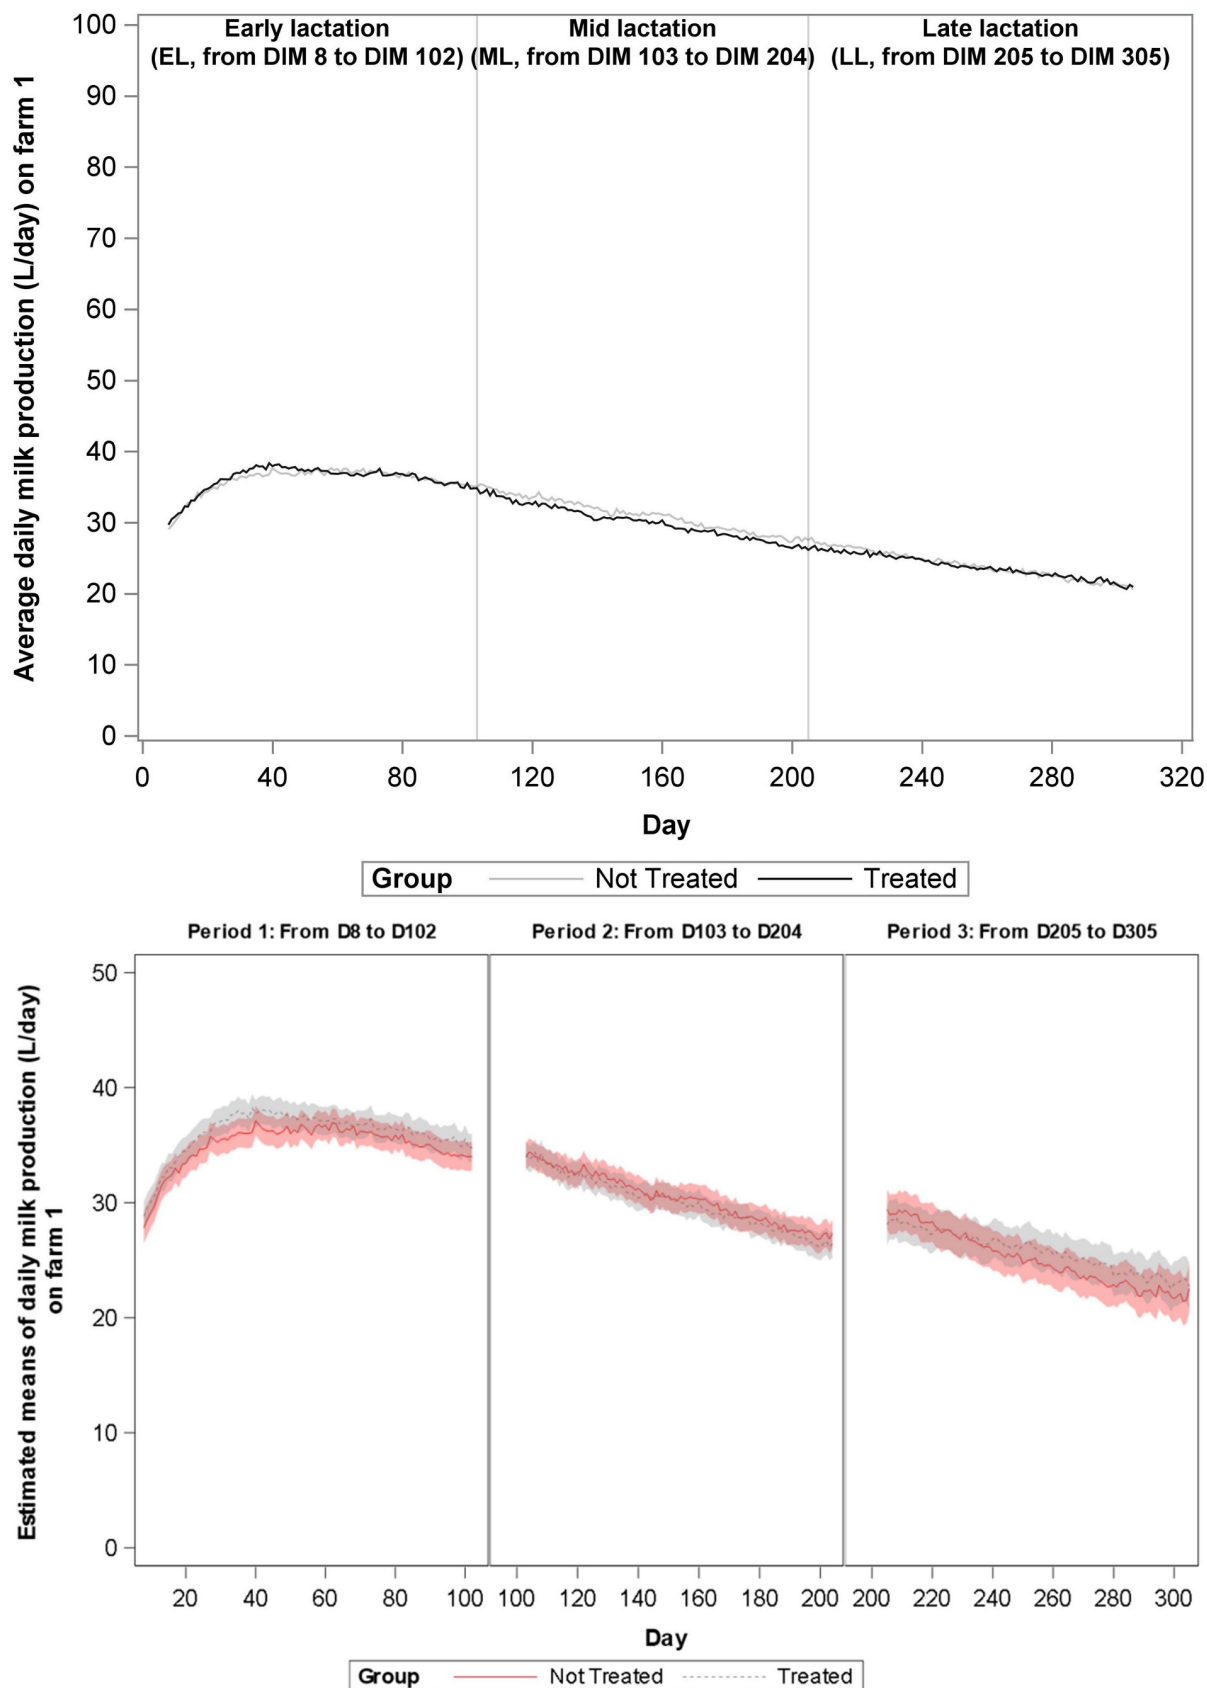 Average daily milk production (L/day) on farm 1
100
90
80
70
60
50
40
30
20
10
0
Early lactation
(EL, from DIM 8 to DIM 102)
Mid lactation
(ML, from DIM 103 to DIM 204)
Late lactation
(LL, from DIM 205 to DIM 305)
0 40 80 120 160 200 240 280 320
Day
Group Not Treated Treated
Period 1: From D8 to D102
Period 2: From D103 to D204
Period 3: From D205 to D305
Estimated means of daily milk production (L/day)
on farm 1
50
40
30
20
10
0
20 40 60 80 100
100 120 140 160 180 200
200 220 240 260 280 300
Day
Group Not Treated Treated